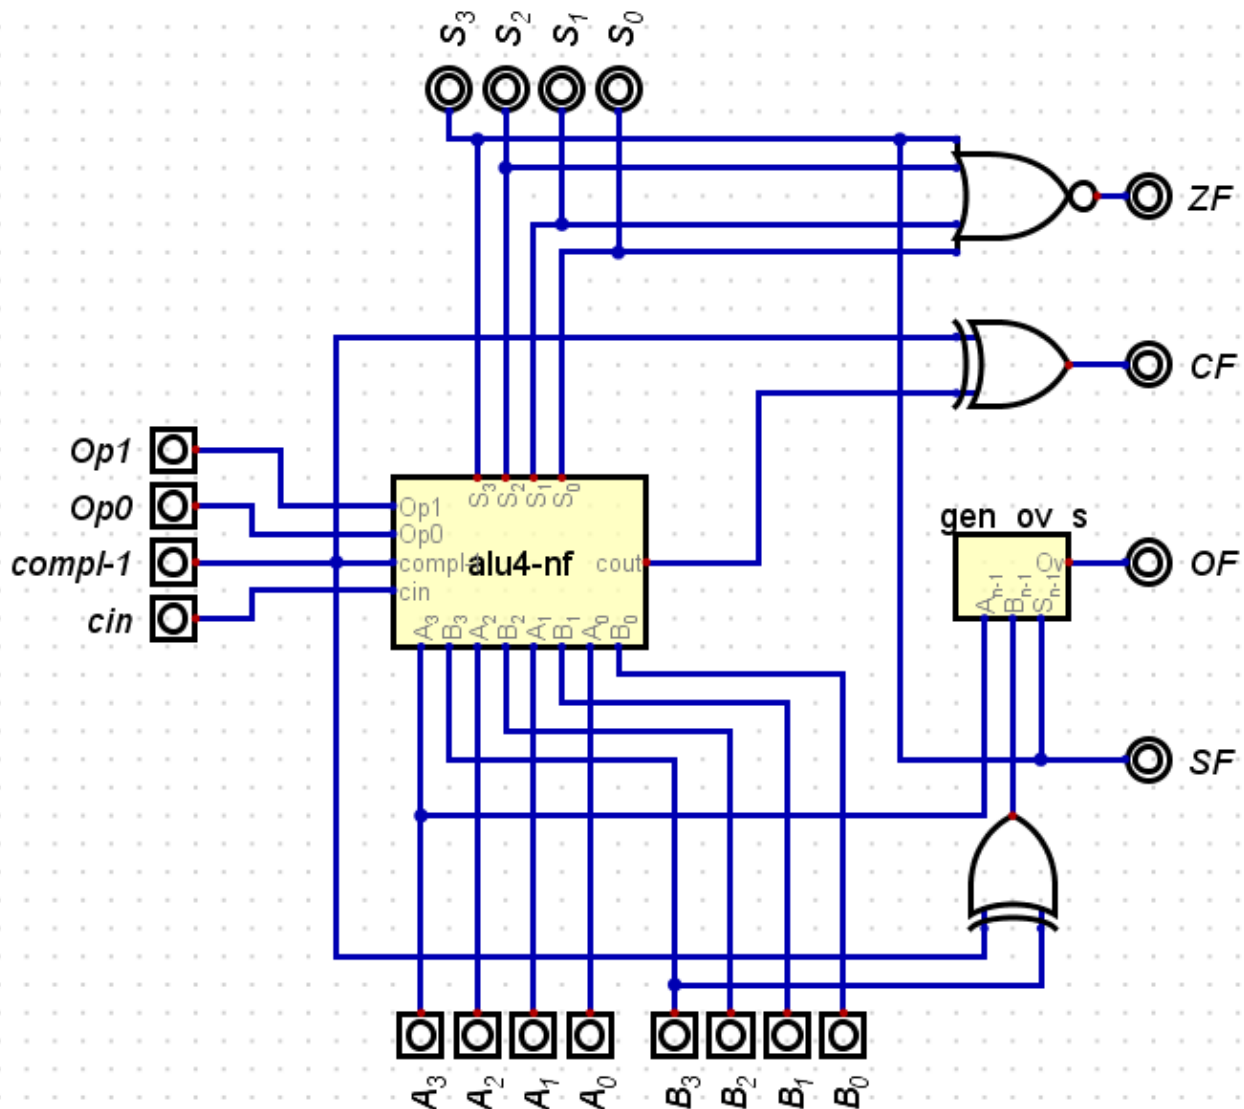 S3 S2 S1 S0
ZF
CF
Op1
Op0
compl-1
cin
S3 S2 S1 S0
Op1
Op0
compl-1
cin
alu4-nf
cout
A3 B3 A2 B2 A1 B1 A0 B0
gen_ov_s
Ov
An-1 Bn-1 Sn-1
OF
SF
A3 A2 A1 A0 B3 B2 B1 B0